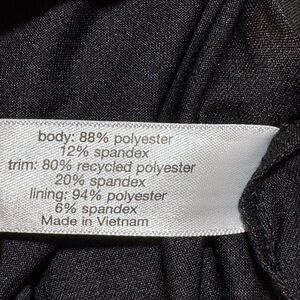 body: 88% polyester
12% spandex
trim: 80% recycled polyester
20% spandex
lining: 94% polyester
6% spandex
Made in Vietnam